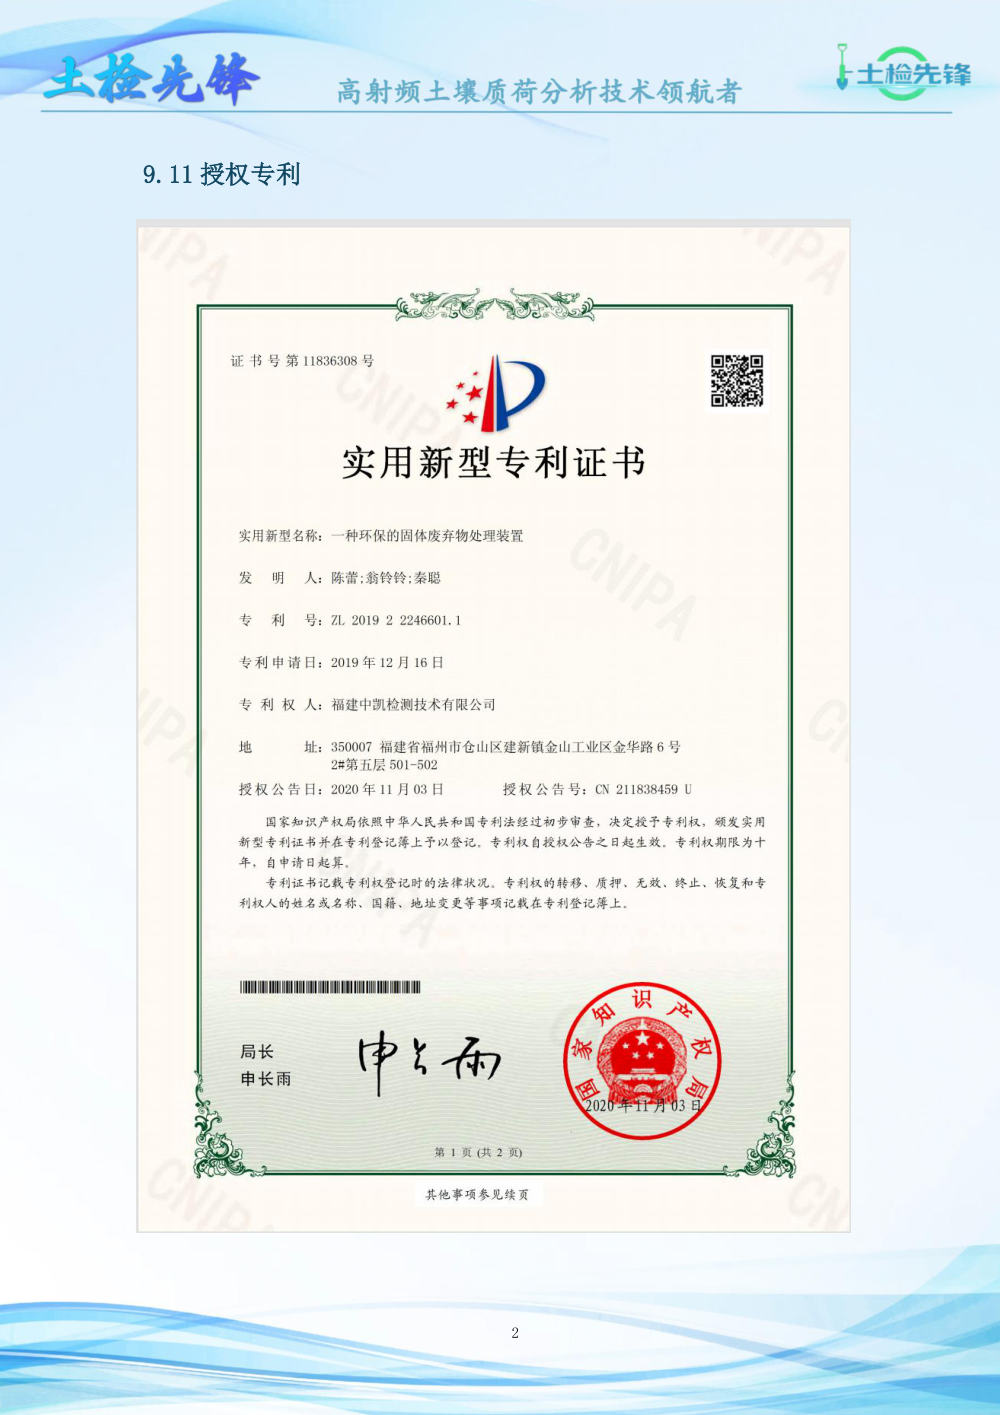 土检先锋
高射频土壤质荷分析技术领航者
土检先锋
9.11 授权专利
证书号第11836308号
实用新型专利证书
实用新型名称：一种环保的固体废弃物处理装置
发明人：陈蕾;翁铃铃;秦聪
专利号：ZL 2019 2 2246601.1
专利申请日：2019年12月16日
专利权人：福建中凯检测技术有限公司
地址：350007 福建省福州市仓山区建新镇金山工业区金华路6号
2#第五层501-502
授权公告日：2020年11月03日 授权公告号：CN 211838459 U
国家知识产权局依照中华人民共和国专利法经过初步审查，决定授予专利权，颁发实用
新型专利证书并在专利登记簿上予以登记。专利权自授权公告之日起生效。专利权期限为十
年，自申请日起算。
专利证书记载专利权登记时的法律状况。专利权的转移、质押、无效、终止、恢复和专
利权人的姓名或名称、国籍、地址变更等事项记载在专利登记簿上。
局长
申长雨
申长雨
国家知识产权局
2020年11月03日
第 1 页 (共 2 页)
其他事项参见续页
CNIPA
2